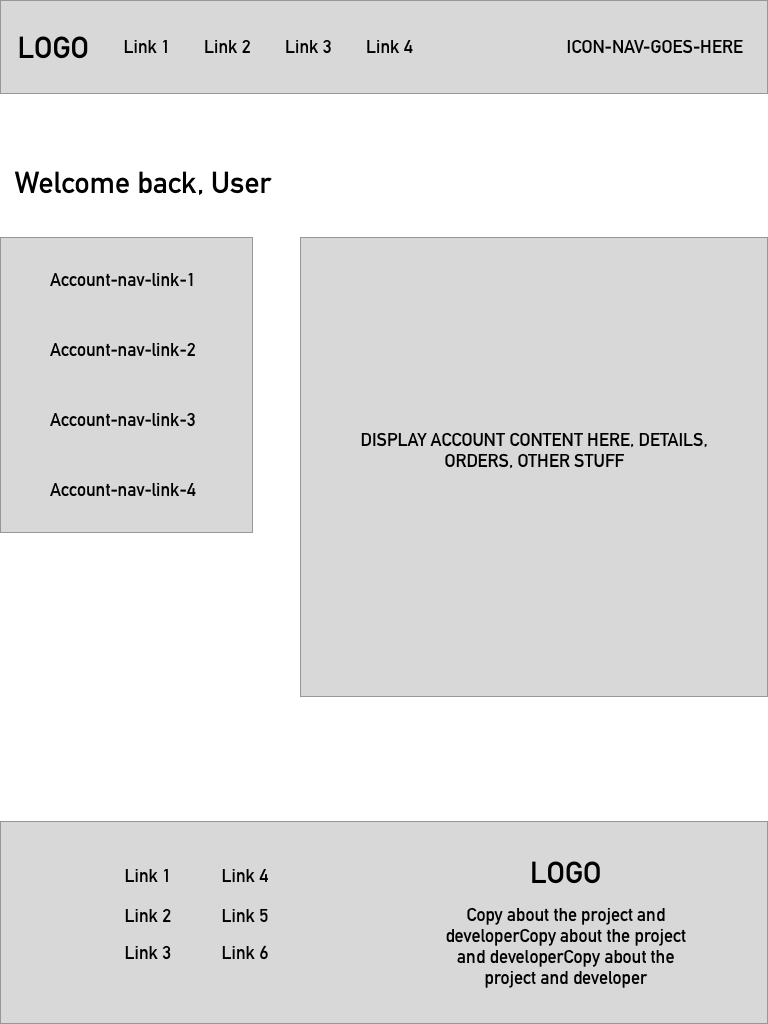 LOGO Link 1 Link 2 Link 3 Link 4 ICON-NAV-GOES-HERE
Welcome back, User
Account-nav-link-1
Account-nav-link-2
Account-nav-link-3
Account-nav-link-4
DISPLAY ACCOUNT CONTENT HERE, DETAILS,
ORDERS, OTHER STUFF
Link 1 Link 4
Link 2 Link 5
Link 3 Link 6
LOGO
Copy about the project and
developerCopy about the project
and developerCopy about the
project and developer